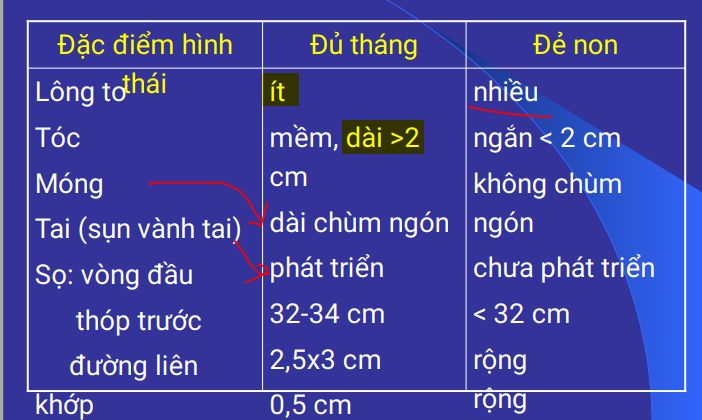 Đặc điểm hình thái Đủ tháng Đẻ non
Lông tơ ít nhiều
Tóc mềm, dài >2 cm ngắn < 2 cm
Móng dài chùm ngón không chùm ngón
Tai (sụn vành tai) phát triển chưa phát triển
Sọ: vòng đầu 32-34 cm < 32 cm
thóp trước 2,5x3 cm rộng
đường liên khớp 0,5 cm rộng